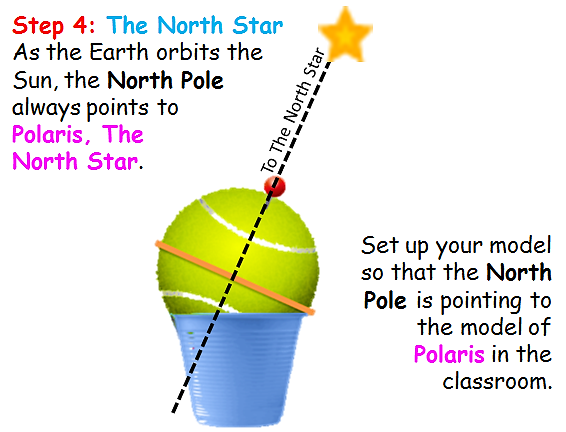 Step 4: The North Star
As the Earth orbits the
Sun, the North Pole
always points to
Polaris, The
North Star.
To The North Star
Set up your model
so that the North
Pole is pointing to
the model of
Polaris in the
classroom.